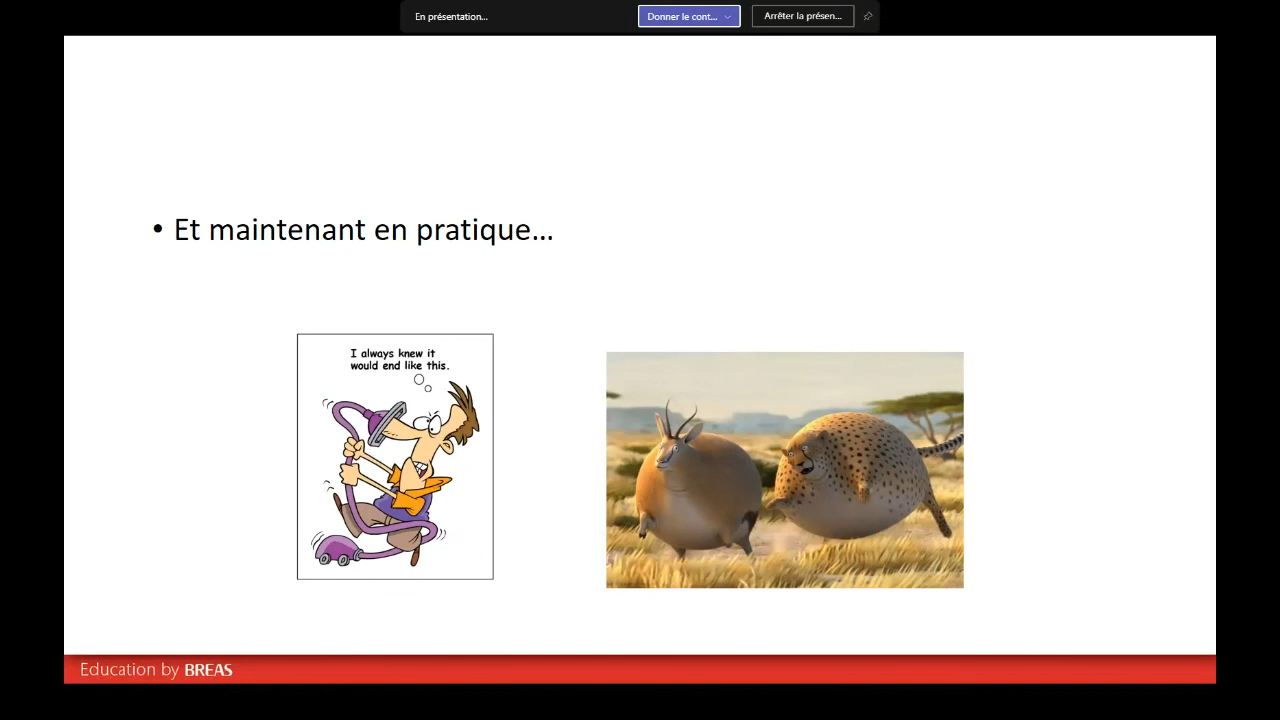 En présentation...
Donner le cont...
Arrêter la présen...
• Et maintenant en pratique...
I always knew it
would end like this.
Education by BREAS